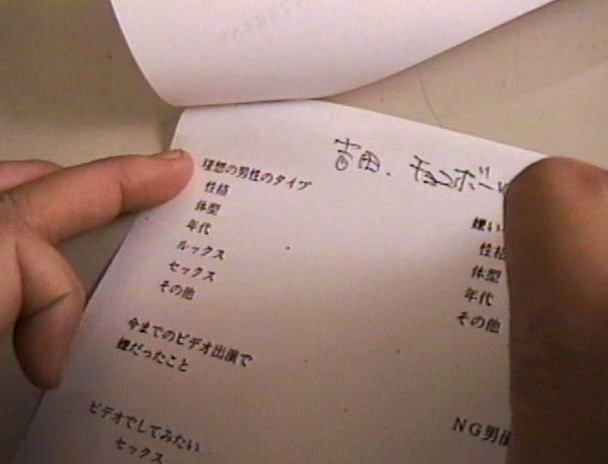 吉田、チョコボール
理想の男性のタイプ
性格
体型
年代
ルックス
セックス
その他
嫌い
性格
体型
年代
その他
今までのビデオ出演で
嫌だったこと
NG男優
ビデオでしてみたい
セックス